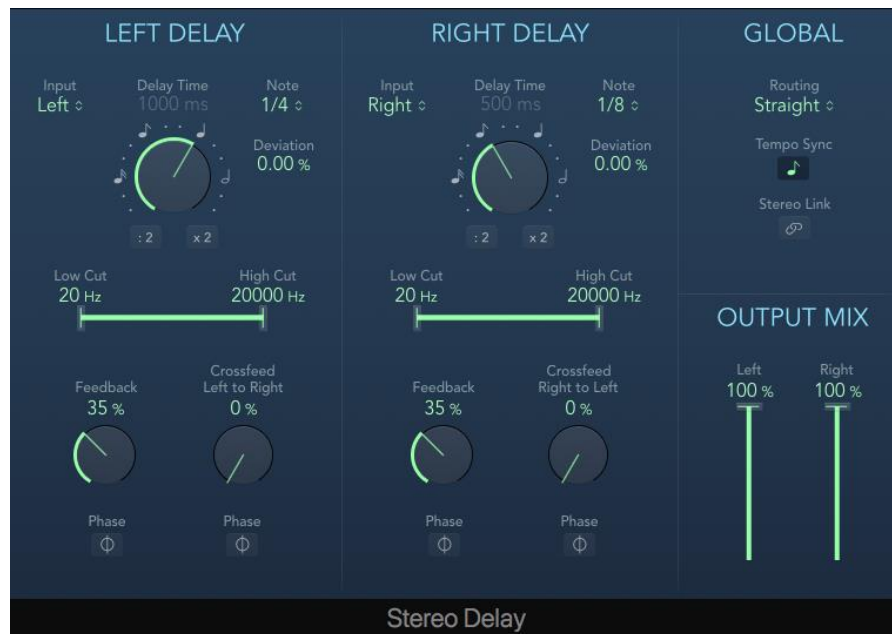 LEFT DELAY
Input
Left
Delay Time
1000 ms
Note
1/4
Deviation
0.00 %
: 2
x 2
Low Cut
20 Hz
High Cut
20000 Hz
Feedback
35 %
Crossfeed
Left to Right
0 %
Phase
Phase
RIGHT DELAY
Input
Right
Delay Time
500 ms
Note
1/8
Deviation
0.00 %
: 2
x 2
Low Cut
20 Hz
High Cut
20000 Hz
Feedback
35 %
Crossfeed
Right to Left
0 %
Phase
Phase
GLOBAL
Routing
Straight
Tempo Sync
Stereo Link
OUTPUT MIX
Left
100 %
Right
100 %
Stereo Delay